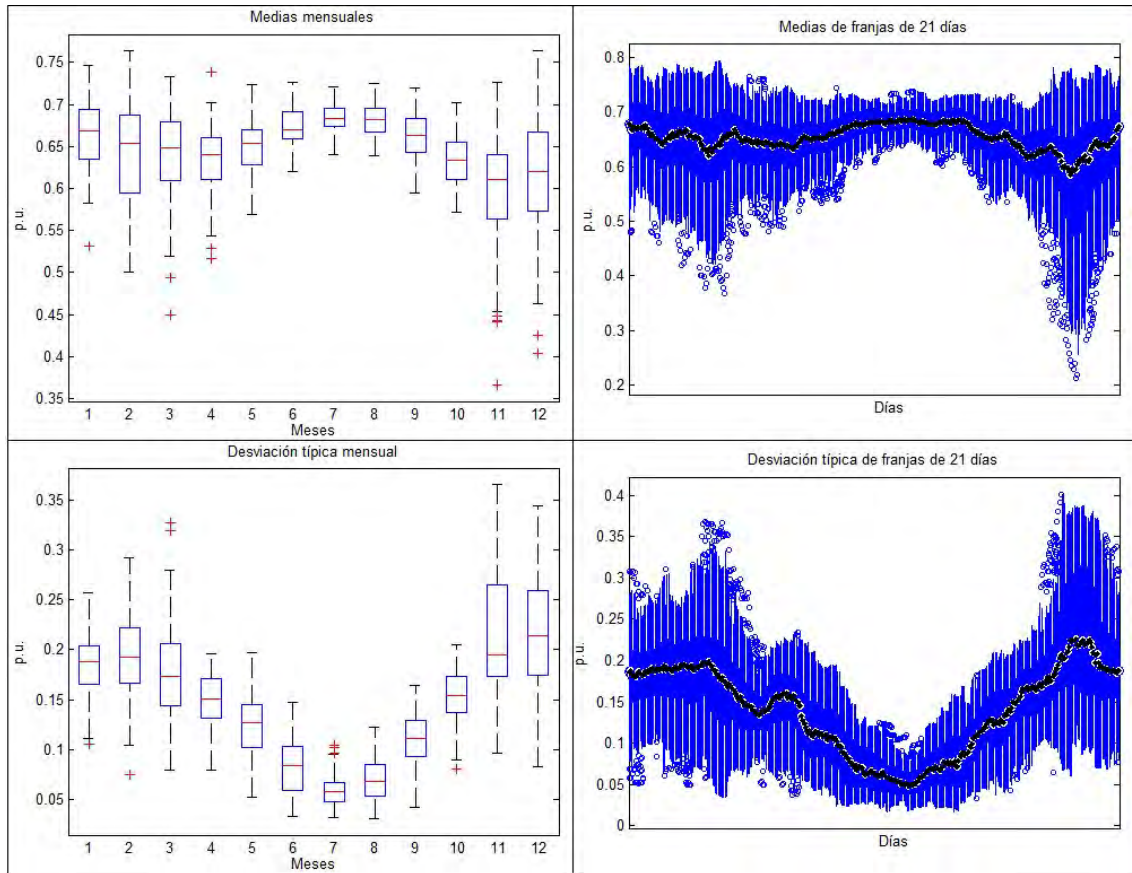 Medias mensuales
0.75
0.7
0.65
0.6
0.55
0.5
0.45
0.4
0.35
p.u.
1 2 3 4 5 6 7 8 9 10 11 12
Meses
Medias de franjas de 21 días
0.8
0.7
0.6
0.5
0.4
0.3
0.2
p.u.
Días
Desviación típica mensual
0.35
0.3
0.25
0.2
0.15
0.1
0.05
p.u.
1 2 3 4 5 6 7 8 9 10 11 12
Meses
Desviación típica de franjas de 21 días
0.4
0.35
0.3
0.25
0.2
0.15
0.1
0.05
0
p.u.
Días